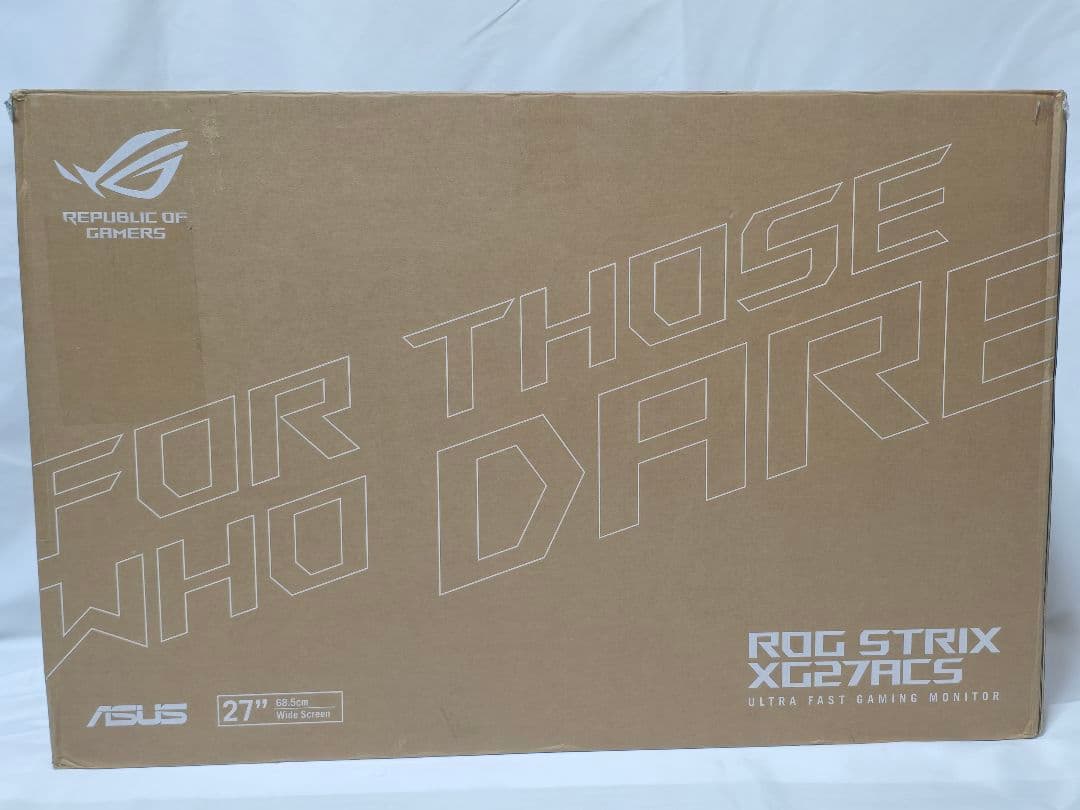 REPUBLIC OF
GAMERS
FOR THOSE
WHO DARE
ROG STRIX
XG27ACS
ULTRA FAST GAMING MONITOR
ASUS
27”
68.5cm
Wide Screen